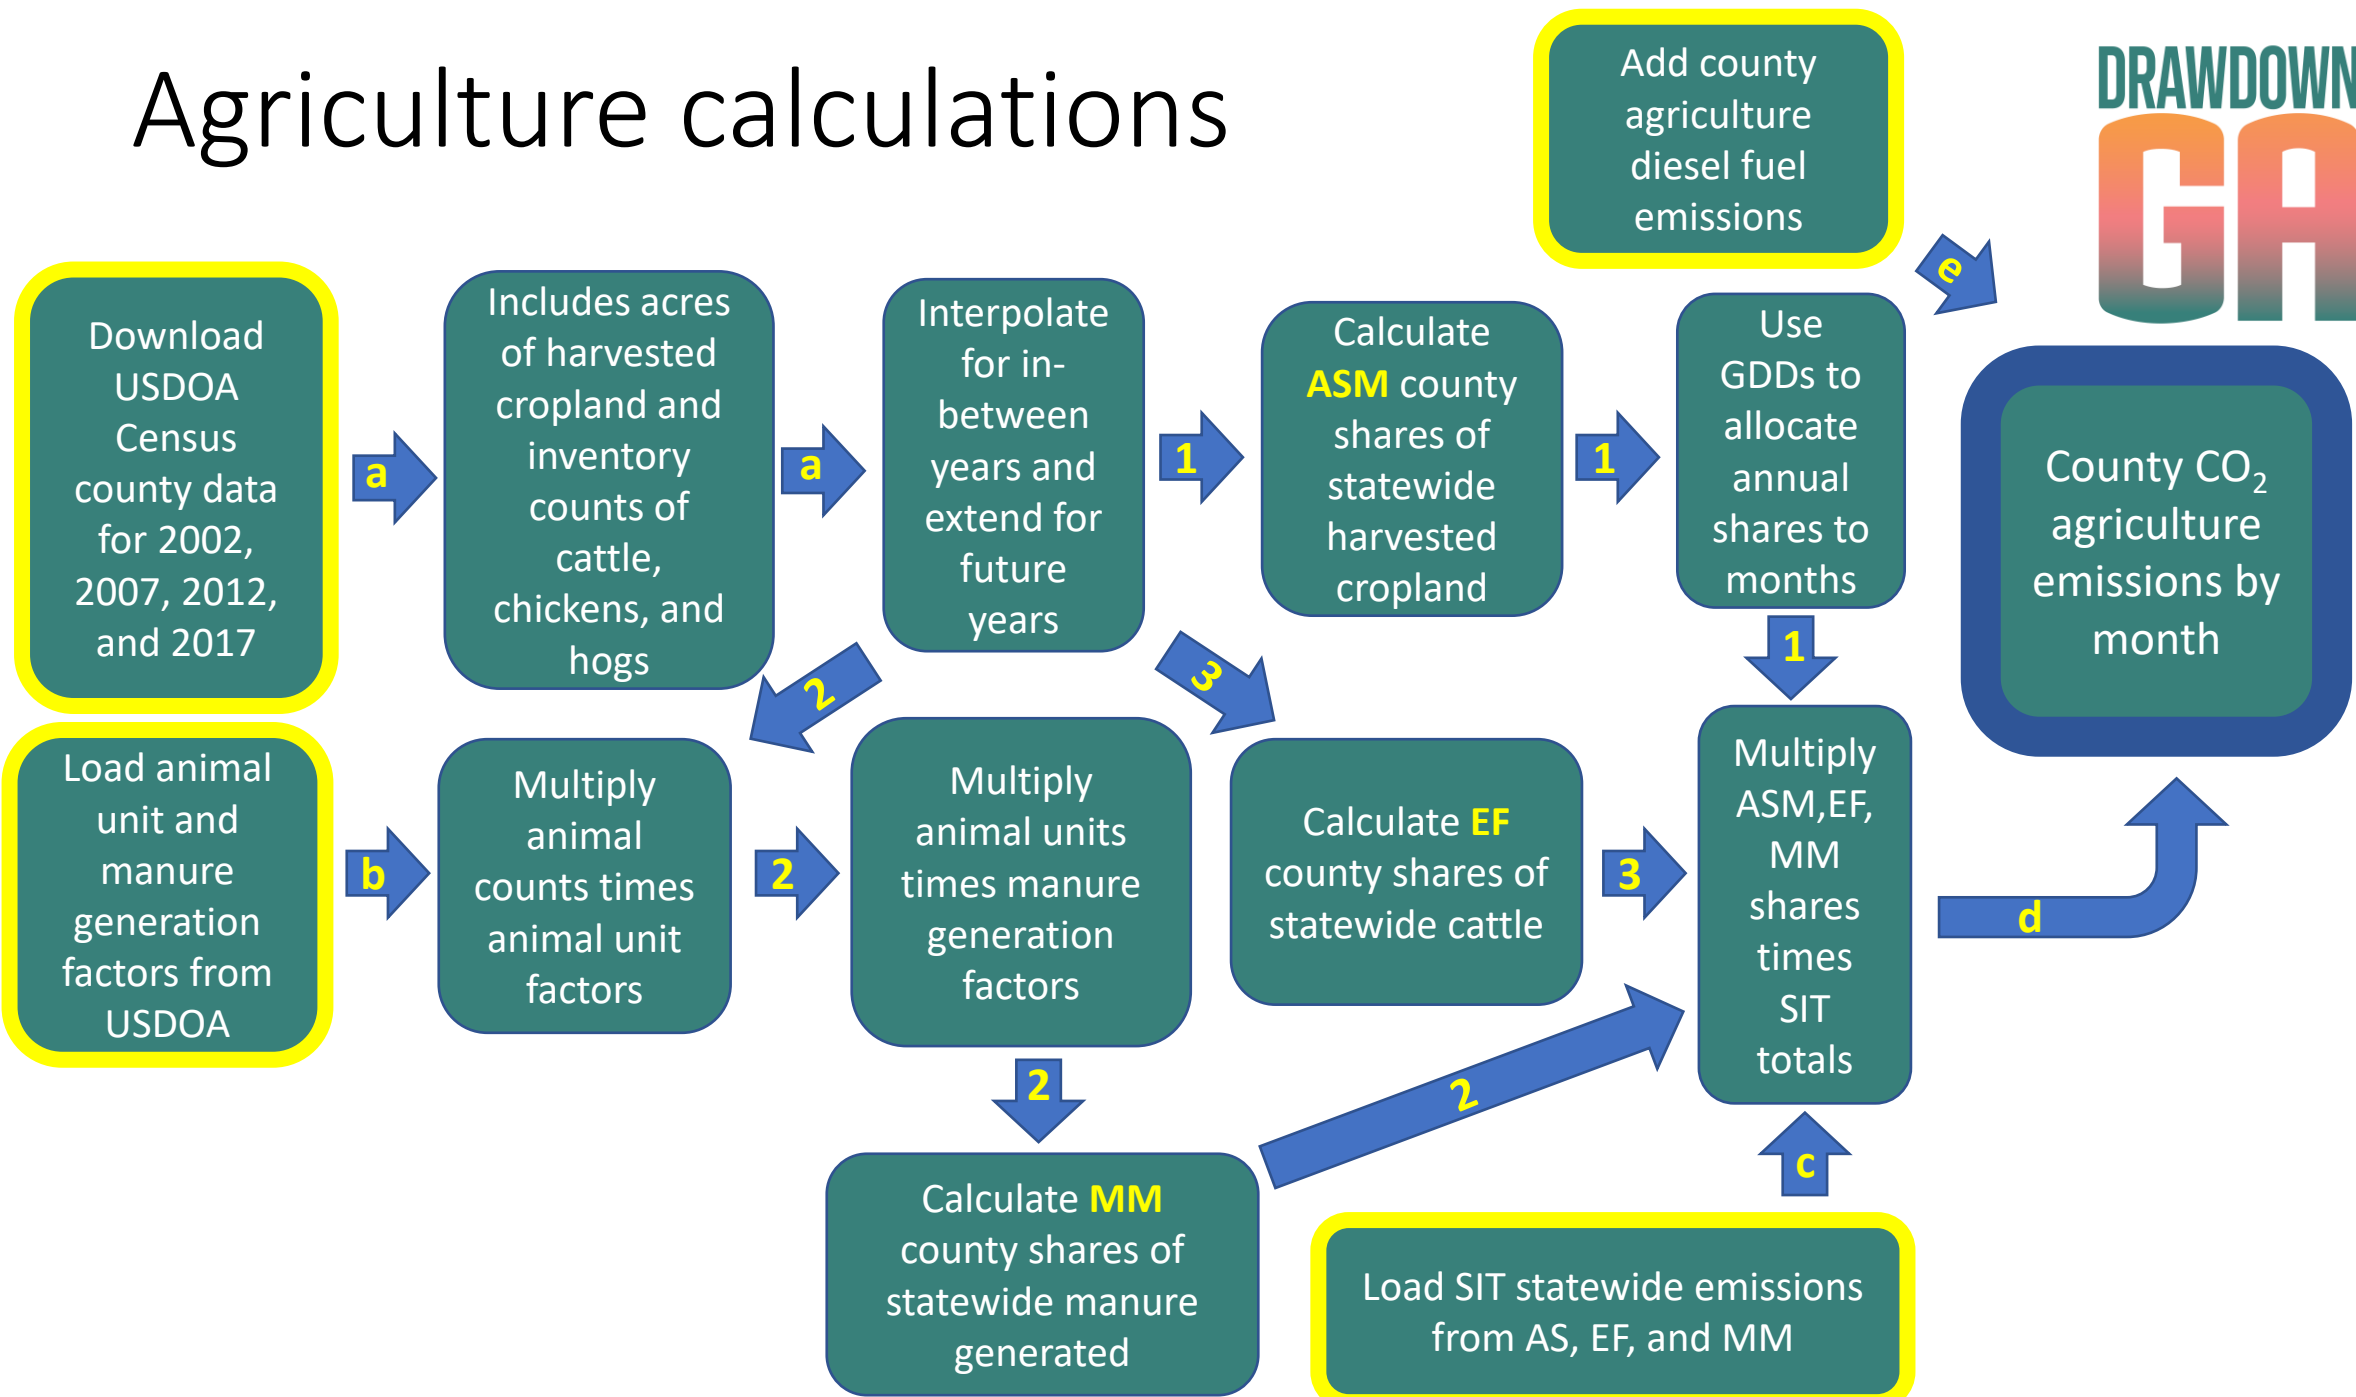 Agriculture calculations
Add county
agriculture
diesel fuel
emissions
DRAWDOWN
GA
e
Download
USDOA
Census
county data
for 2002,
2007, 2012,
and 2017
a
Includes acres
of harvested
cropland and
inventory
counts of
cattle,
chickens, and
hogs
a
Interpolate
for in-
between
years and
extend for
future
years
1
Calculate
ASM county
shares of
statewide
harvested
cropland
1
Use
GDDs to
allocate
annual
shares to
months
County CO₂
agriculture
emissions by
month
2
3
1
Load animal
unit and
manure
generation
factors from
USDOA
b
Multiply
animal
counts times
animal unit
factors
2
Multiply
animal units
times manure
generation
factors
Calculate EF
county shares of
statewide cattle
3
Multiply
ASM,EF,
MM
shares
times
SIT
totals
d
2
2
c
Calculate MM
county shares of
statewide manure
generated
Load SIT statewide emissions
from AS, EF, and MM